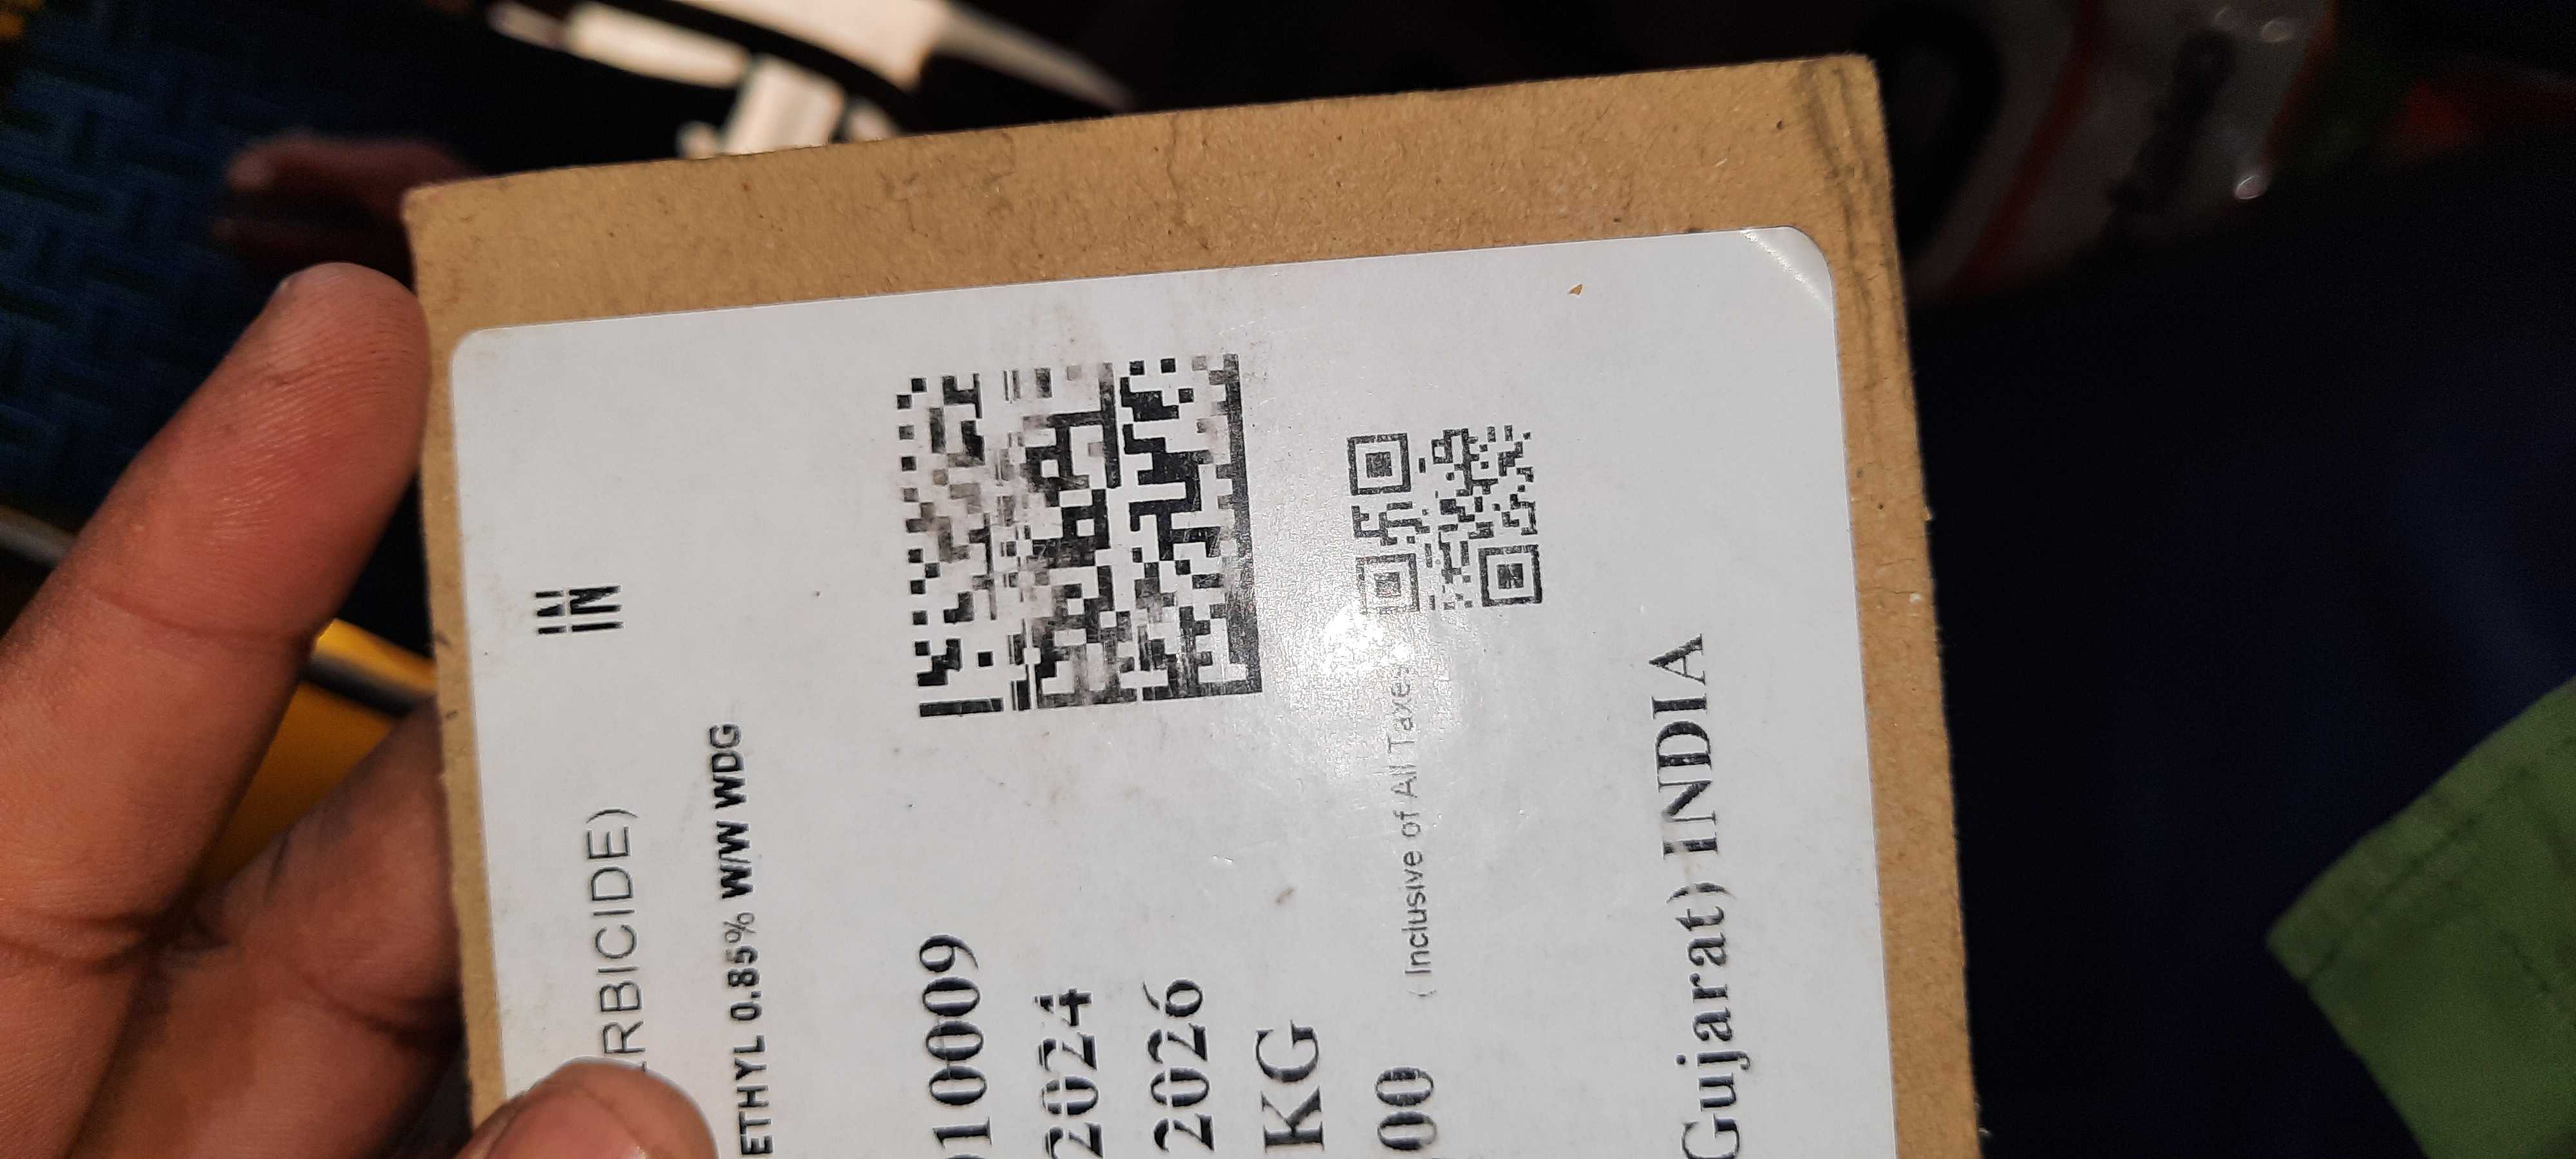 IN
RBICIDE)
ETHYL 0.85% W/W WDG
10009
2024
2026
KG
00 ( Inclusive of All Taxes
Gujarat) INDIA